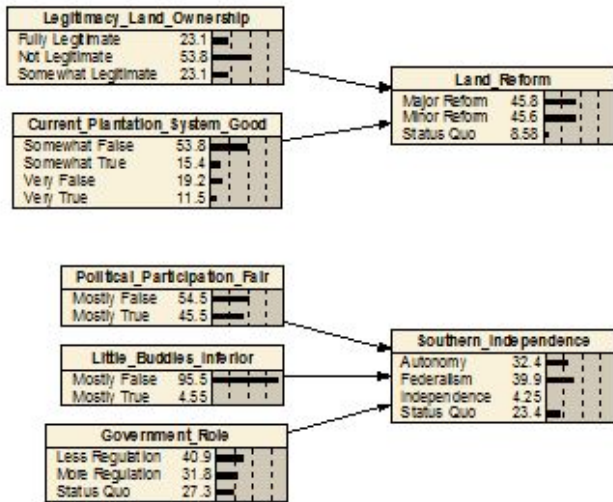 Legitimacy_Land_Ownership
Fully Legitimate 23.1
Not Legitimate 53.8
Somewhat Legitimate 23.1
Land_Reform
Major Reform 45.8
Minor Reform 45.6
Status Quo 8.58
Current_Plantation_System_Good
Somewhat False 53.8
Somewhat True 15.4
Very False 19.2
Very True 11.5
Political_Participation_Fair
Mostly False 54.5
Mostly True 45.5
Southern_Independence
Autonomy 32.4
Federalism 39.9
Independence 4.25
Status Quo 23.4
Little_Buddies_Inferior
Mostly False 95.5
Mostly True 4.55
Government_Role
Less Regulation 40.9
More Regulation 31.8
Status Quo 27.3